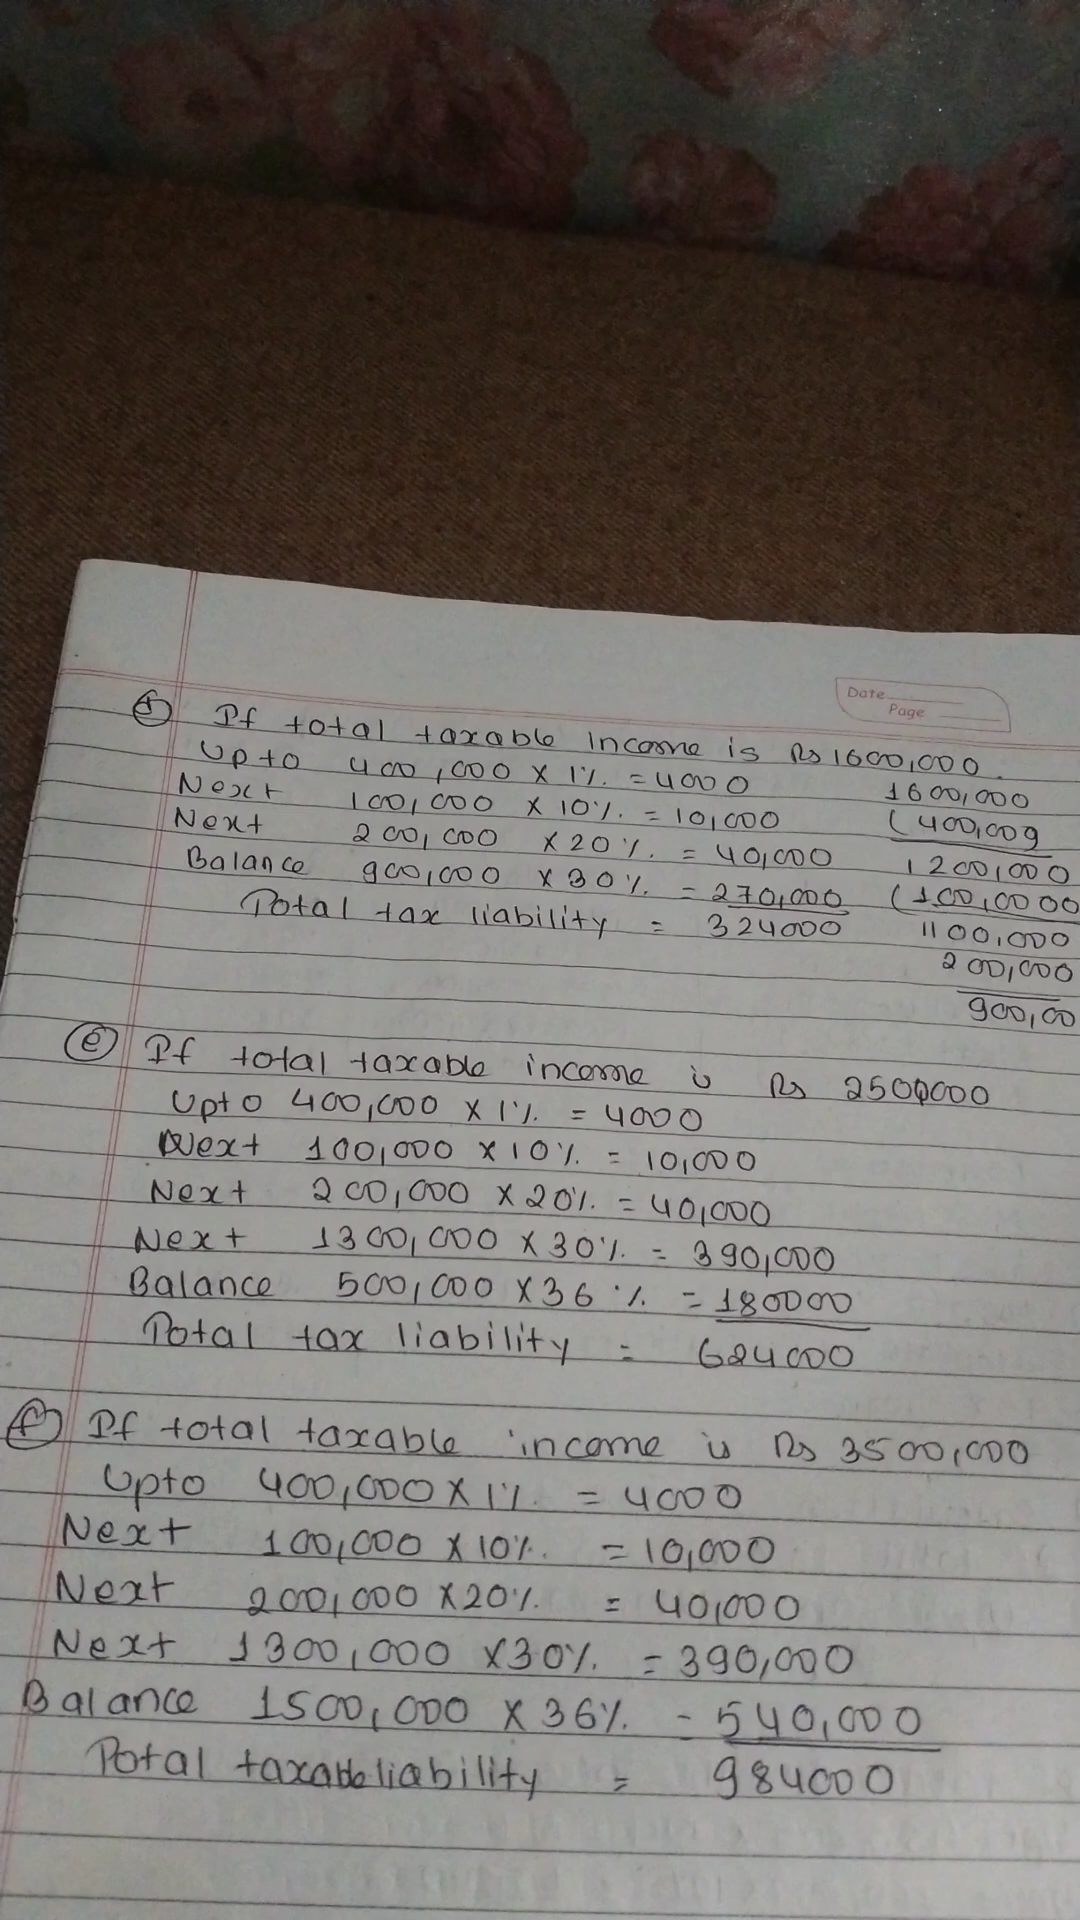 Date
Page
If total taxable income is Rs 1600,000
Upto 400,000 x 1% = 4000 1600,000
Next 100,000 x 10% = 10,000 (400,000
Next 200,000 x 20% = 40,000 1200,000
Balance 900,000 x 30% = 270,000 (100,0000
Total tax liability = 324000 1100,000
200,000
900,00
e If total taxable income is Rs 2500000
Upto 400,000 x 1% = 4000
Next 100,000 x 10% = 10,000
Next 200,000 x 20% = 40,000
Next 1300,000 x 30% = 390,000
Balance 500,000 x 36 % = 180000
Total tax liability = 624000
f If total taxable income is Rs 3500,000
Upto 400,000 x 1% = 4000
Next 100,000 x 10% = 10,000
Next 200,000 x 20% = 40,000
Next 1300,000 x 30% = 390,000
Balance 1500,000 x 36% = 540,000
Total taxable liability = 984000